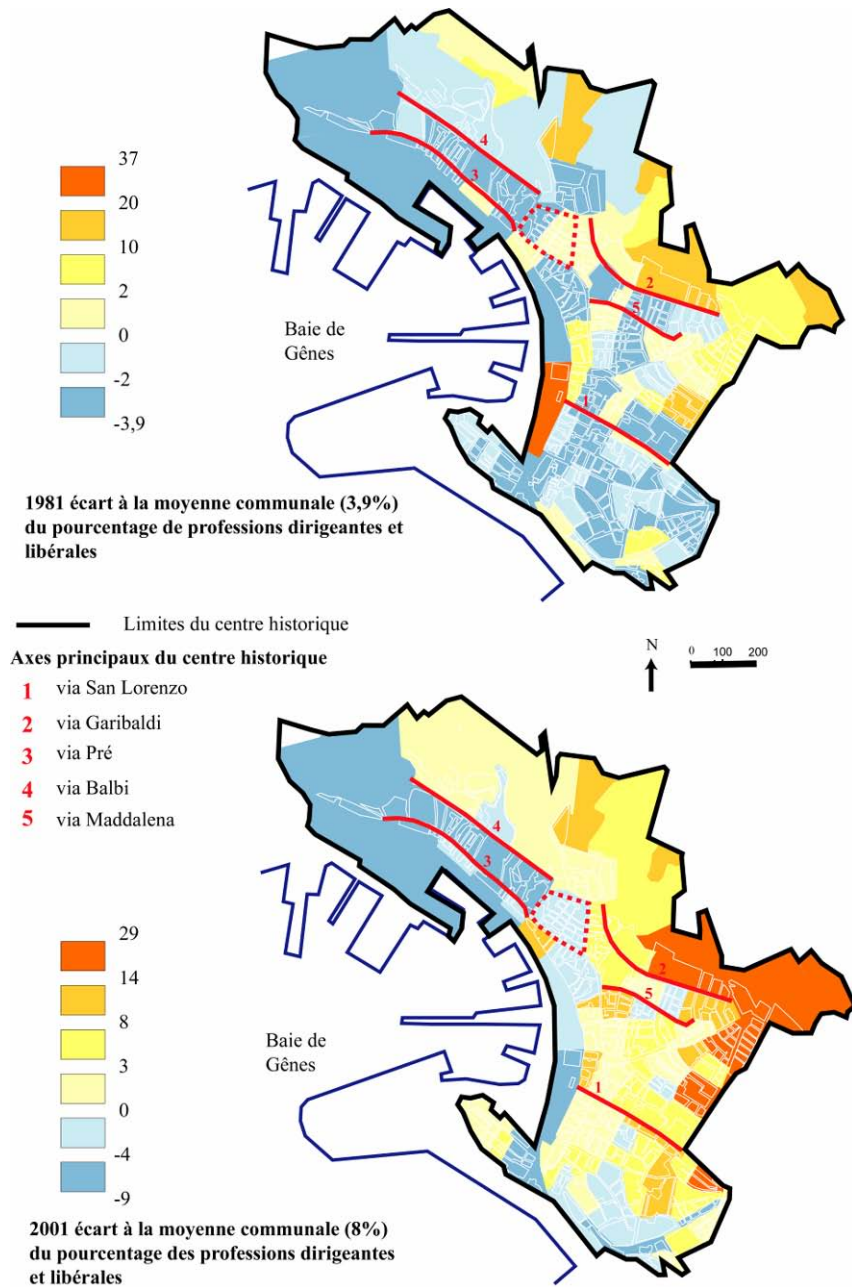 37
20
10
2
0
-2
-3,9
4
3
2
5
1
Baie de
Gênes
1981 écart à la moyenne communale (3,9%)
du pourcentage de professions dirigeantes et
libérales
Limites du centre historique
Axes principaux du centre historique
1 via San Lorenzo
2 via Garibaldi
3 via Pré
4 via Balbi
5 via Maddalena
N
0 100 200
4
3
2
5
1
29
14
8
3
0
-4
-9
Baie de
Gênes
2001 écart à la moyenne communale (8%)
du pourcentage des professions dirigeantes
et libérales